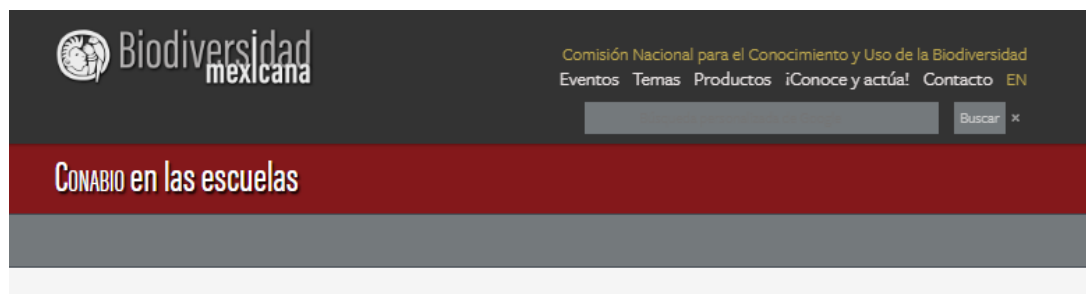 Biodiversidad
mexicana
Comisión Nacional para el Conocimiento y Uso de la Biodiversidad
Eventos Temas Productos ¡Conoce y actúa! Contacto EN
Buscar ×
CONABIO en las escuelas